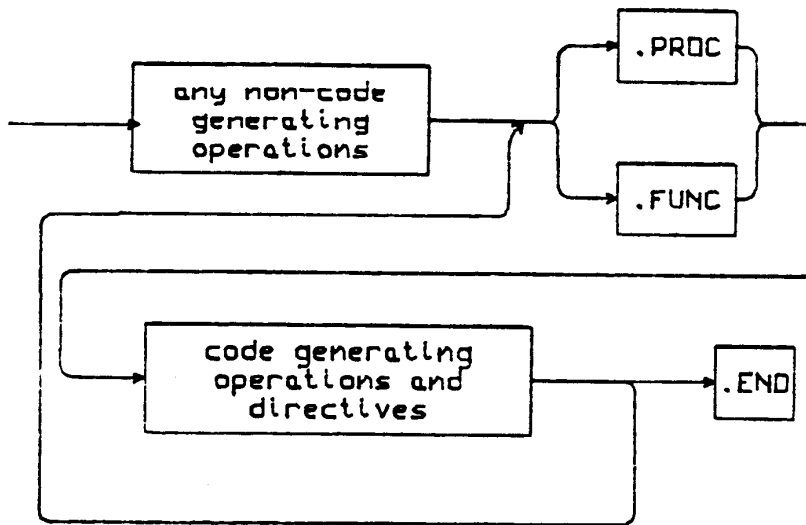 any non-code
generating
operations
.PROC
.FUNC
code generating
operations and
directives
.END